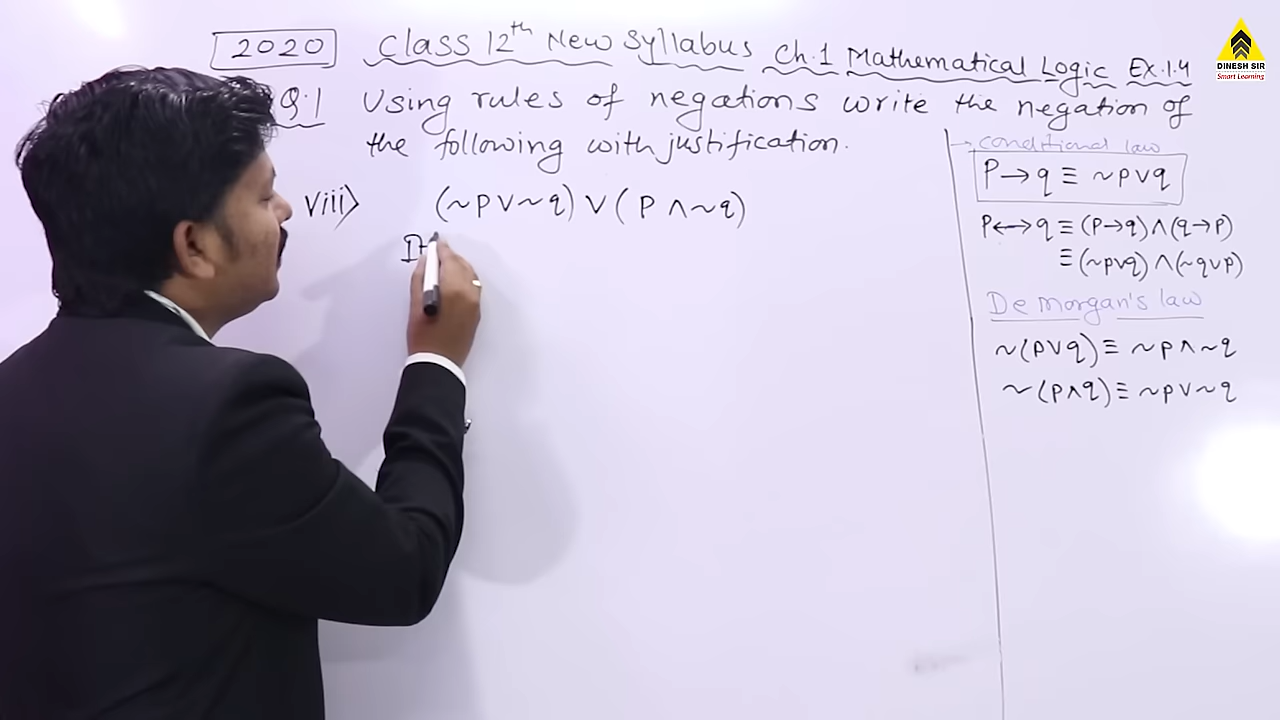 2020 Class 12th New Syllabus Ch.1 Mathematical Logic Ex.1.4
Q.1 Using rules of negations write the negation of
the following with justification.
viii) (~p∨~q)∨(p∧~q)
→ conditional law
p→q≡~p∨q
p↔q≡(p→q)∧(q→p)
≡(~p∨q)∧(~q∨p)
De Morgan's law
~(p∨q)≡~p∧~q
~(p∧q)≡~p∨~q
DINESH SIR
Smart Learning